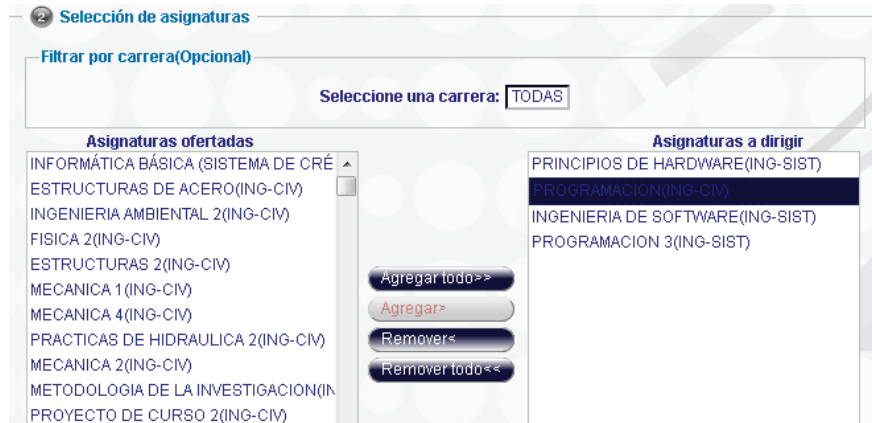 2 Selección de asignaturas
Filtrar por carrera(Opcional)
Seleccione una carrera: TODAS
Asignaturas ofertadas
INFORMÁTICA BÁSICA (SISTEMA DE CRÉ
ESTRUCTURAS DE ACERO(ING-CIV)
INGENIERIA AMBIENTAL 2(ING-CIV)
FISICA 2(ING-CIV)
ESTRUCTURAS 2(ING-CIV)
MECANICA 1(ING-CIV)
MECANICA 4(ING-CIV)
PRACTICAS DE HIDRAULICA 2(ING-CIV)
MECANICA 2(ING-CIV)
METODOLOGIA DE LA INVESTIGACION(IN
PROYECTO DE CURSO 2(ING-CIV)
Agregar todo>>
Agregar>
Remover<
Remover todo<<
Asignaturas a dirigir
PRINCIPIOS DE HARDWARE(ING-SIST)
PROGRAMACION(ING-CIV)
INGENIERIA DE SOFTWARE(ING-SIST)
PROGRAMACION 3(ING-SIST)